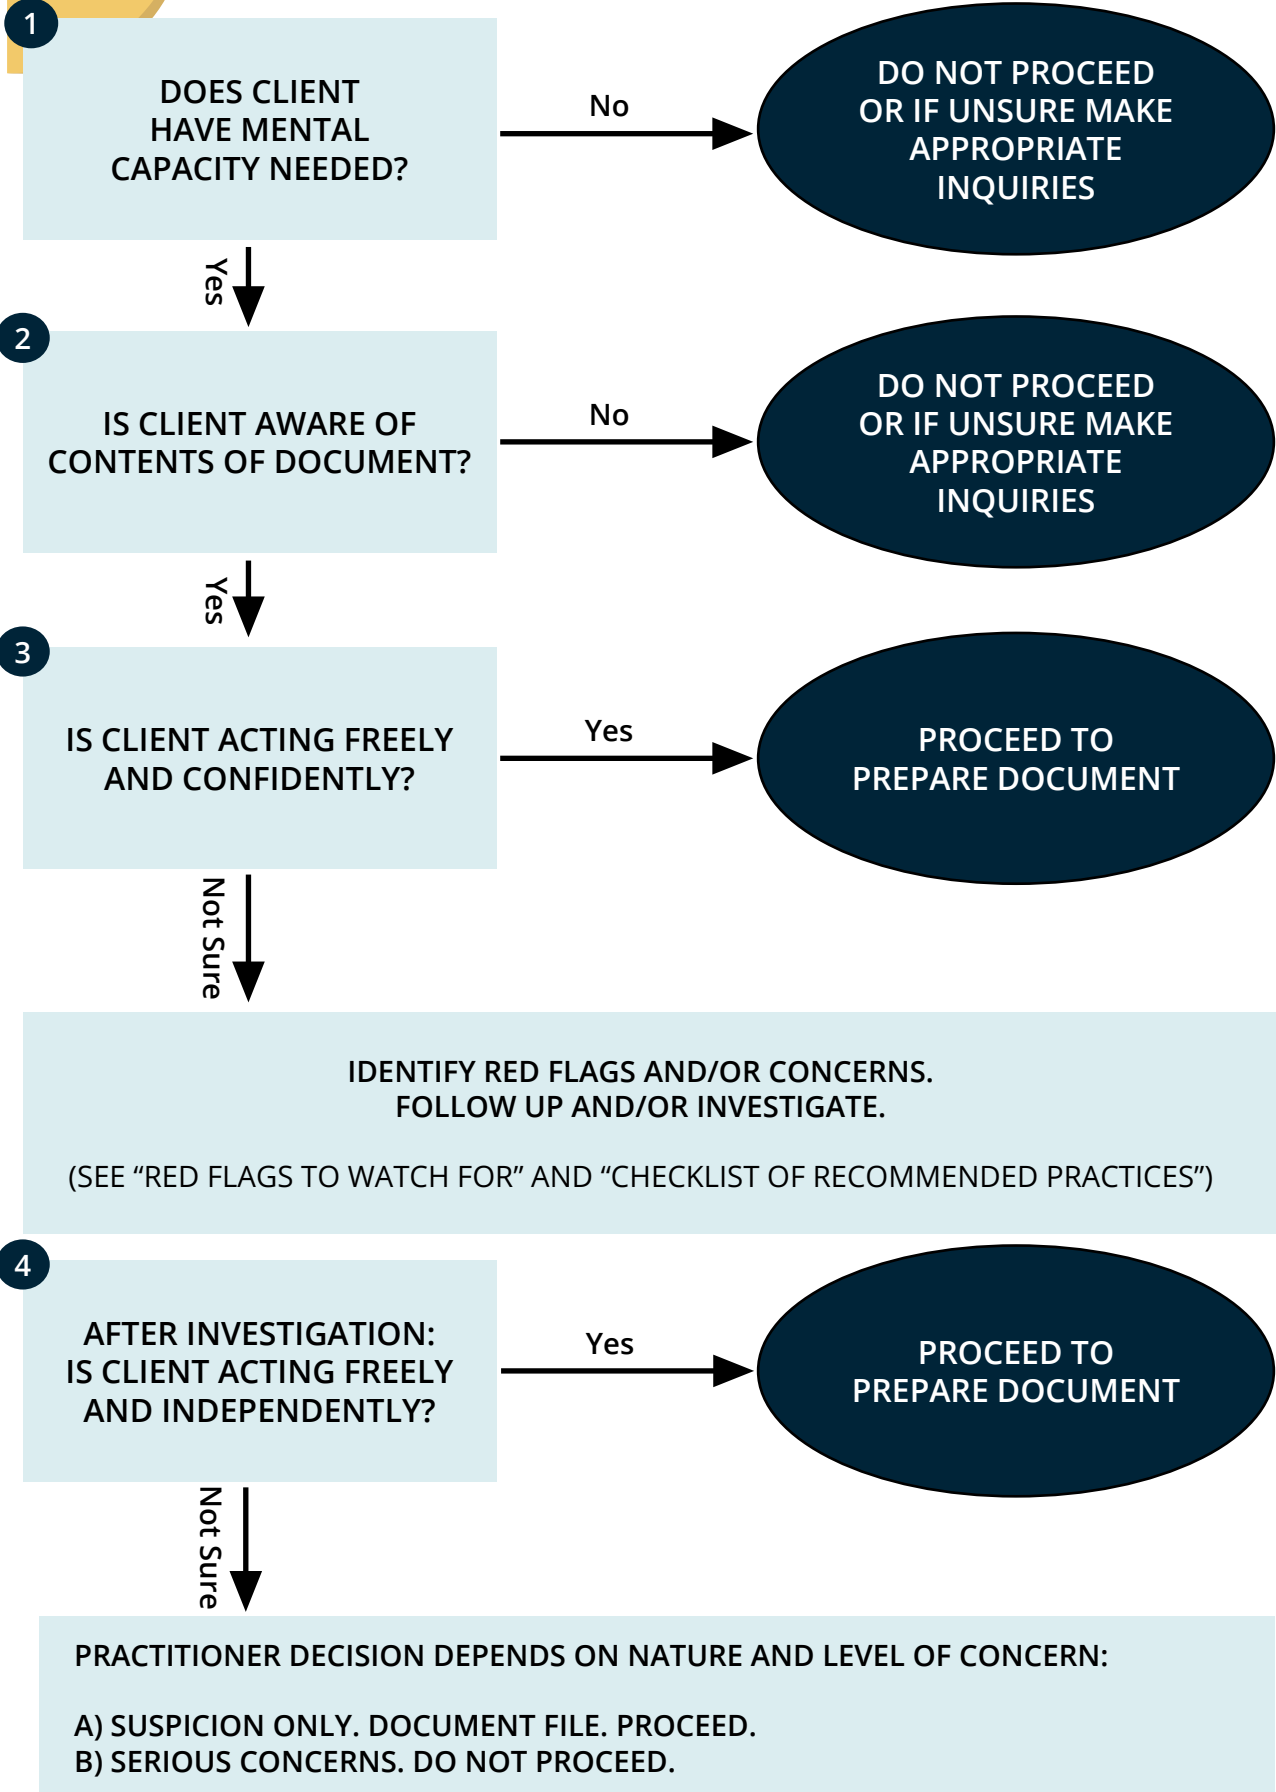 1
DOES CLIENT
HAVE MENTAL
CAPACITY NEEDED?
No
DO NOT PROCEED
OR IF UNSURE MAKE
APPROPRIATE
INQUIRIES
Yes
2
IS CLIENT AWARE OF
CONTENTS OF DOCUMENT?
No
DO NOT PROCEED
OR IF UNSURE MAKE
APPROPRIATE
INQUIRIES
Yes
3
IS CLIENT ACTING FREELY
AND CONFIDENTLY?
Yes
PROCEED TO
PREPARE DOCUMENT
Not Sure
IDENTIFY RED FLAGS AND/OR CONCERNS.
FOLLOW UP AND/OR INVESTIGATE.
(SEE “RED FLAGS TO WATCH FOR” AND “CHECKLIST OF RECOMMENDED PRACTICES”)
4
AFTER INVESTIGATION:
IS CLIENT ACTING FREELY
AND INDEPENDENTLY?
Yes
PROCEED TO
PREPARE DOCUMENT
Not Sure
PRACTITIONER DECISION DEPENDS ON NATURE AND LEVEL OF CONCERN:
A) SUSPICION ONLY. DOCUMENT FILE. PROCEED.
B) SERIOUS CONCERNS. DO NOT PROCEED.